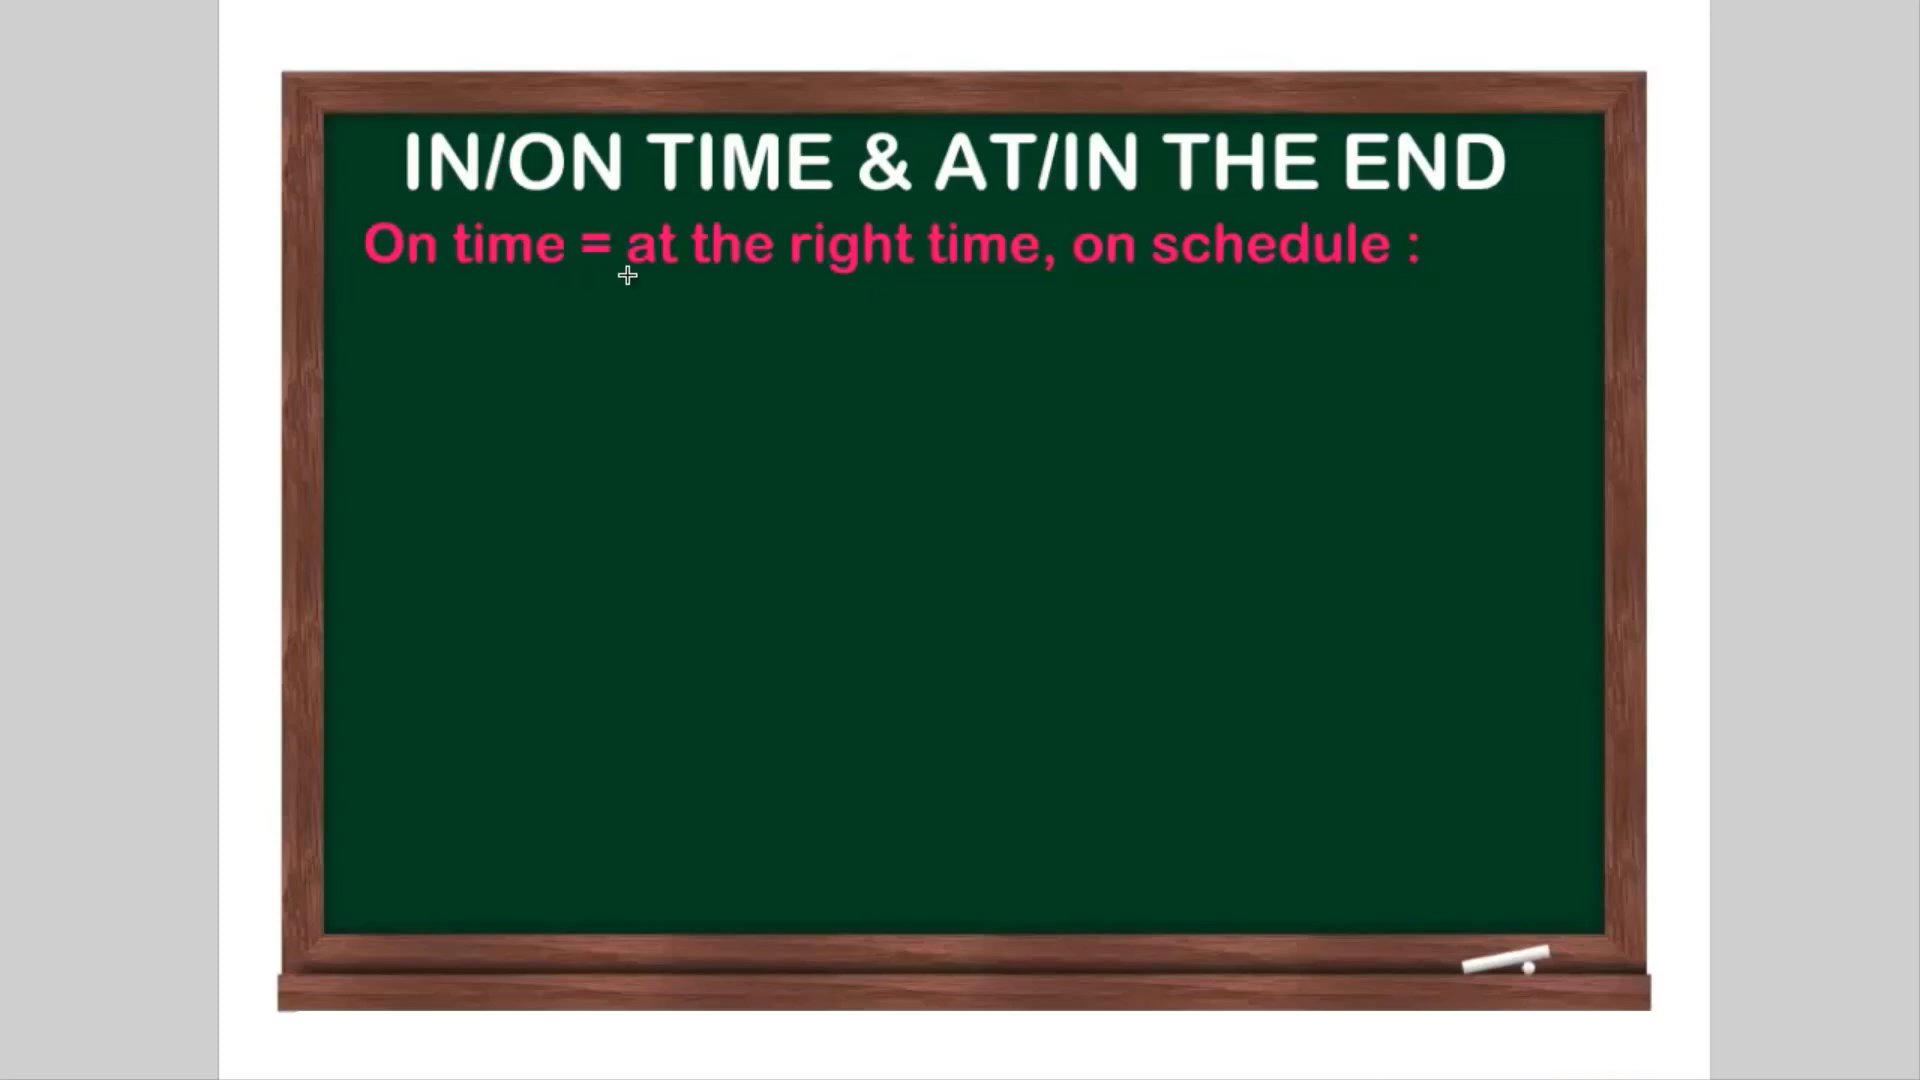 IN/ON TIME & AT/IN THE END
On time = at the right time, on schedule :